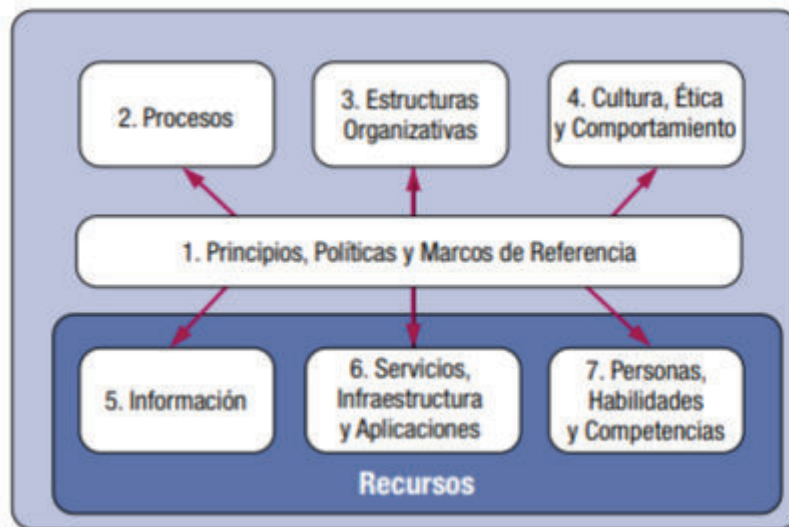 2. Procesos
3. Estructuras
Organizativas
4. Cultura, Ética
y Comportamiento
1. Principios, Políticas y Marcos de Referencia
5. Información
6. Servicios,
Infraestructura
y Aplicaciones
7. Personas,
Habilidades
y Competencias
Recursos